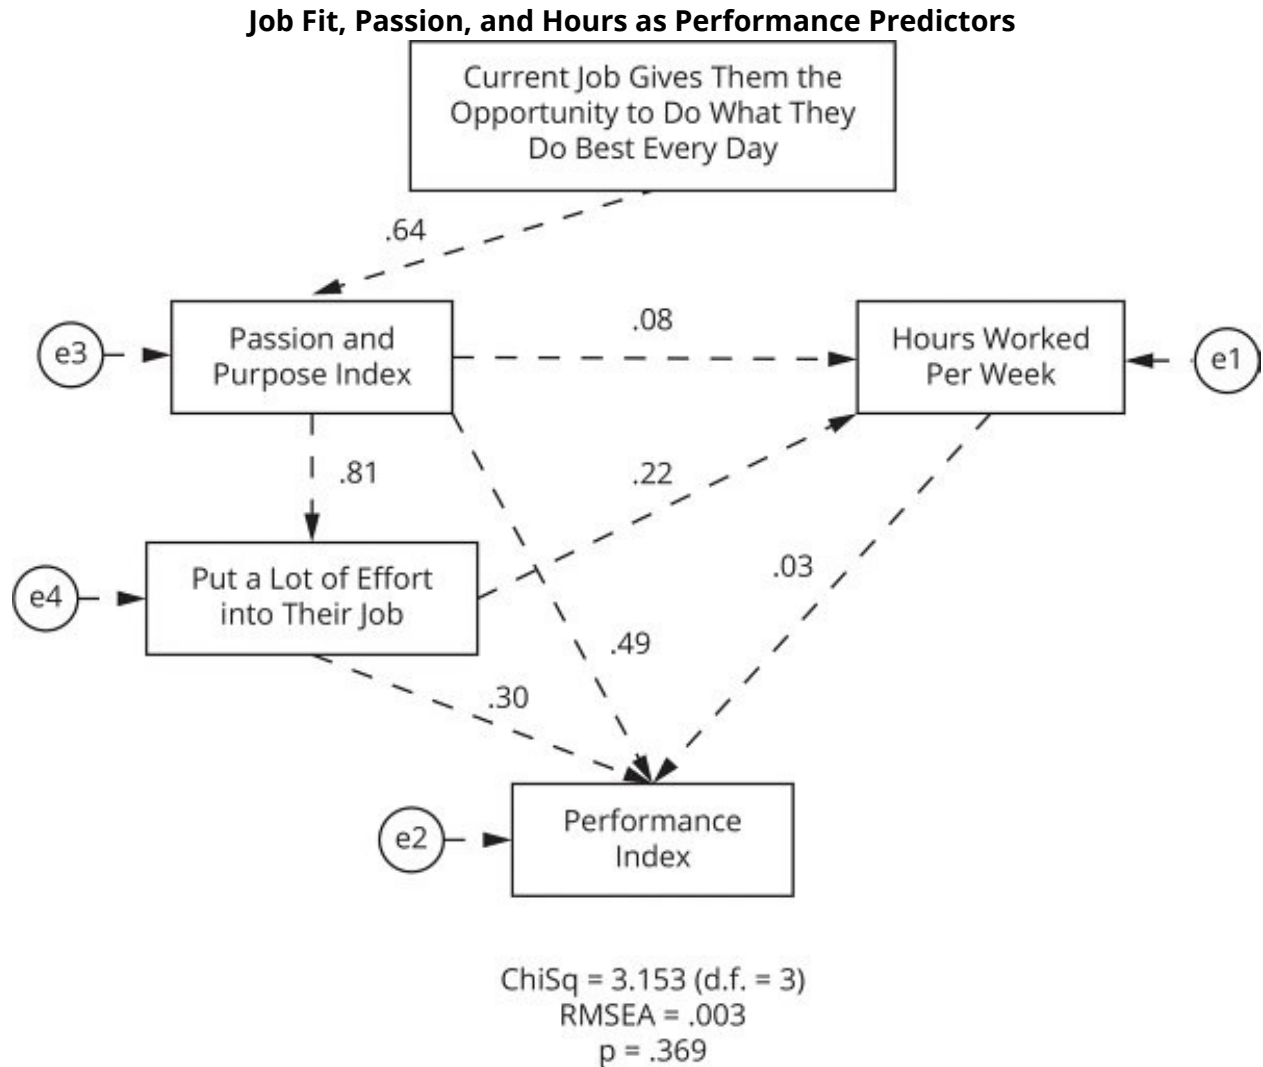 Job Fit, Passion, and Hours as Performance Predictors
Current Job Gives Them the
Opportunity to Do What They
Do Best Every Day
.64
Passion and
Purpose Index
e3
.08
Hours Worked
Per Week
e1
.81
.22
Put a Lot of Effort
into Their Job
e4
.03
.49
.30
Performance
Index
e2
ChiSq = 3.153 (d.f. = 3)
RMSEA = .003
p = .369